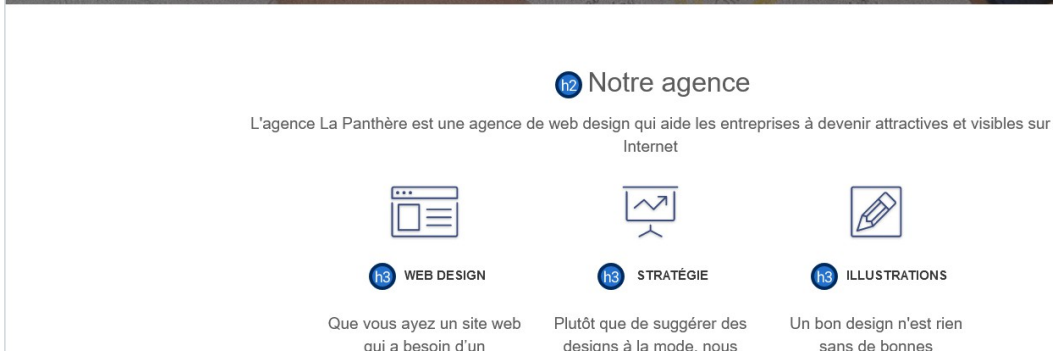 h2 Notre agence
L'agence La Panthère est une agence de web design qui aide les entreprises à devenir attractives et visibles sur
Internet
h3 WEB DESIGN
h3 STRATÉGIE
h3 ILLUSTRATIONS
Que vous ayez un site web
qui a besoin d'un
Plutôt que de suggérer des
designs à la mode, nous
Un bon design n'est rien
sans de bonnes